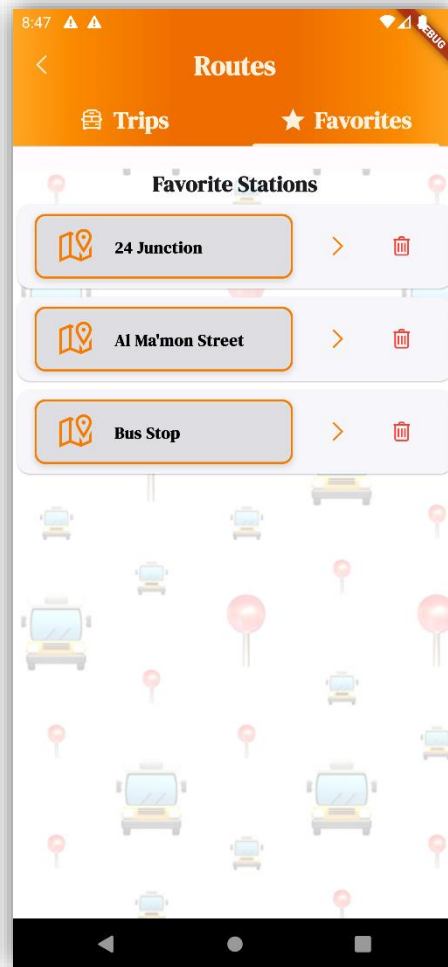 8:47
DEBUG
Routes
Trips
Favorites
Favorite Stations
24 Junction
Al Ma'mon Street
Bus Stop